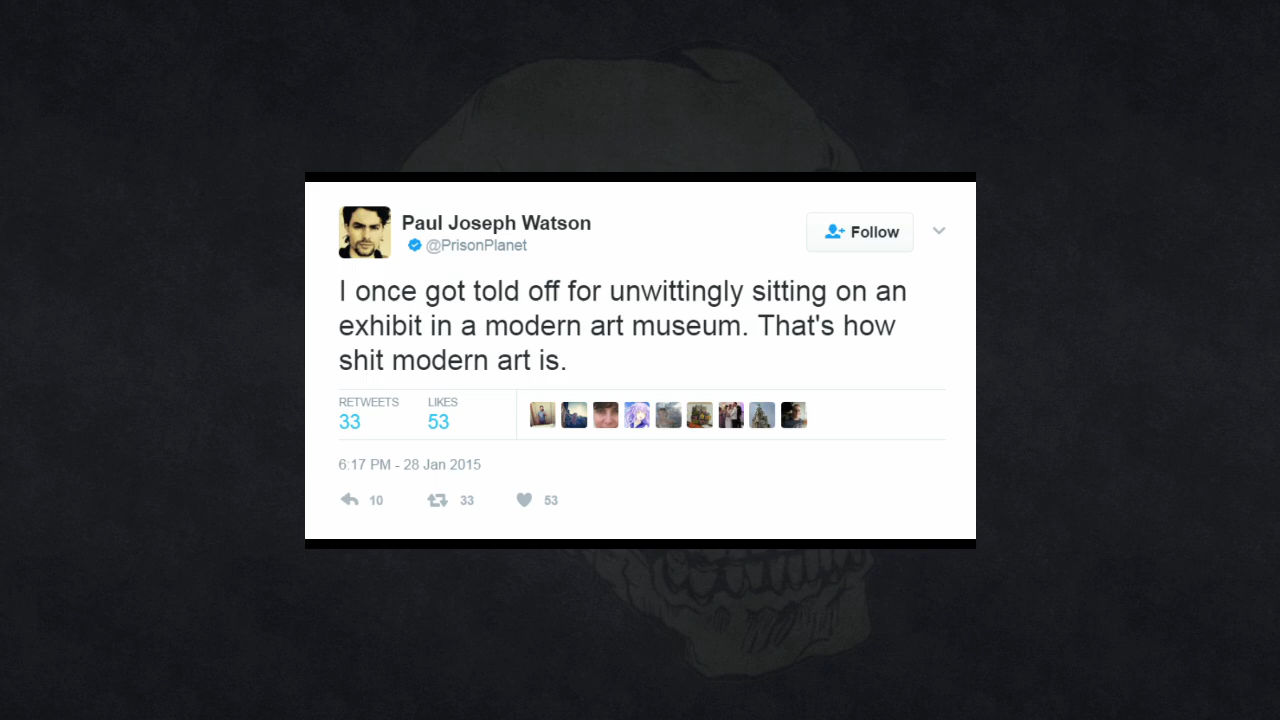 Paul Joseph Watson
@PrisonPlanet
Follow
I once got told off for unwittingly sitting on an
exhibit in a modern art museum. That's how
shit modern art is.
RETWEETS LIKES
33 53
6:17 PM - 28 Jan 2015
10 33 53